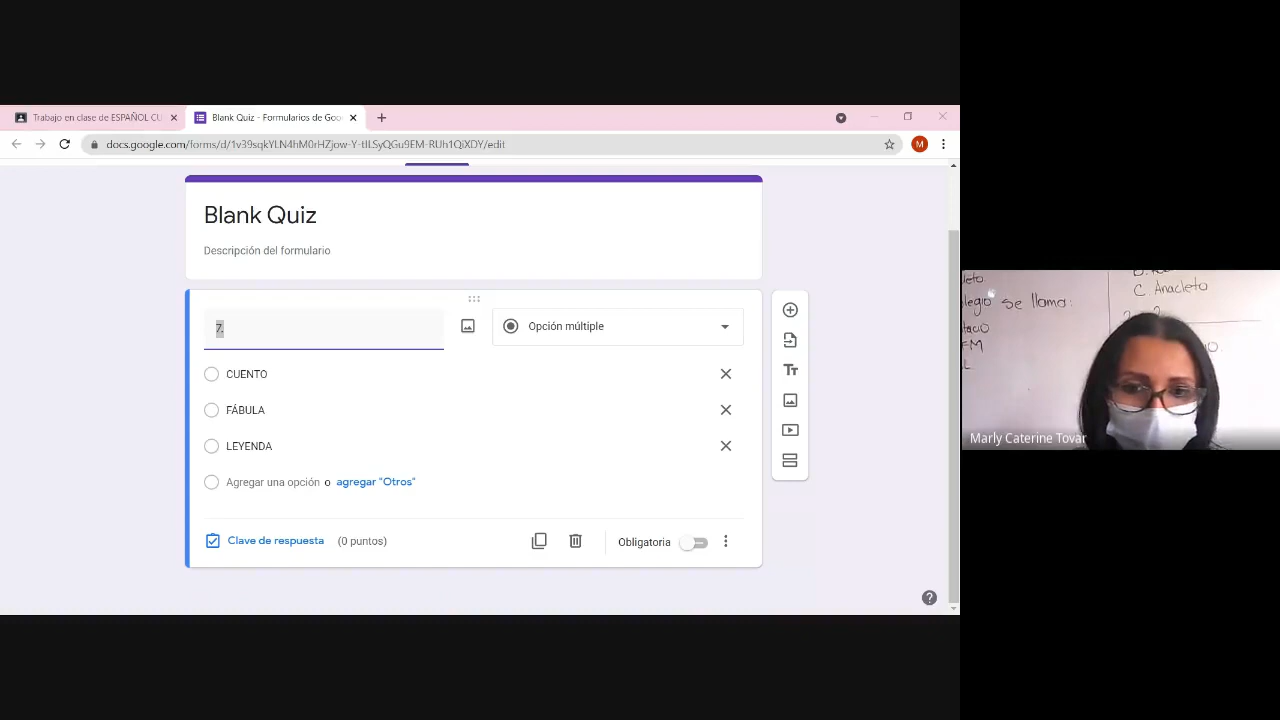 Trabajo en clase de ESPAÑOL CU
Blank Quiz - Formularios de Goo
docs.google.com/forms/d/1v39sqkYLN4hM0rHZjow-Y-tlLSyQGu9EM-RUh1QiXDY/edit
M
Blank Quiz
Descripción del formulario
7.
Opción múltiple
CUENTO
FÁBULA
LEYENDA
Agregar una opción o agregar "Otros"
Clave de respuesta (0 puntos)
Obligatoria
C. Anacleto
se llama:
Marly Caterine Tovar